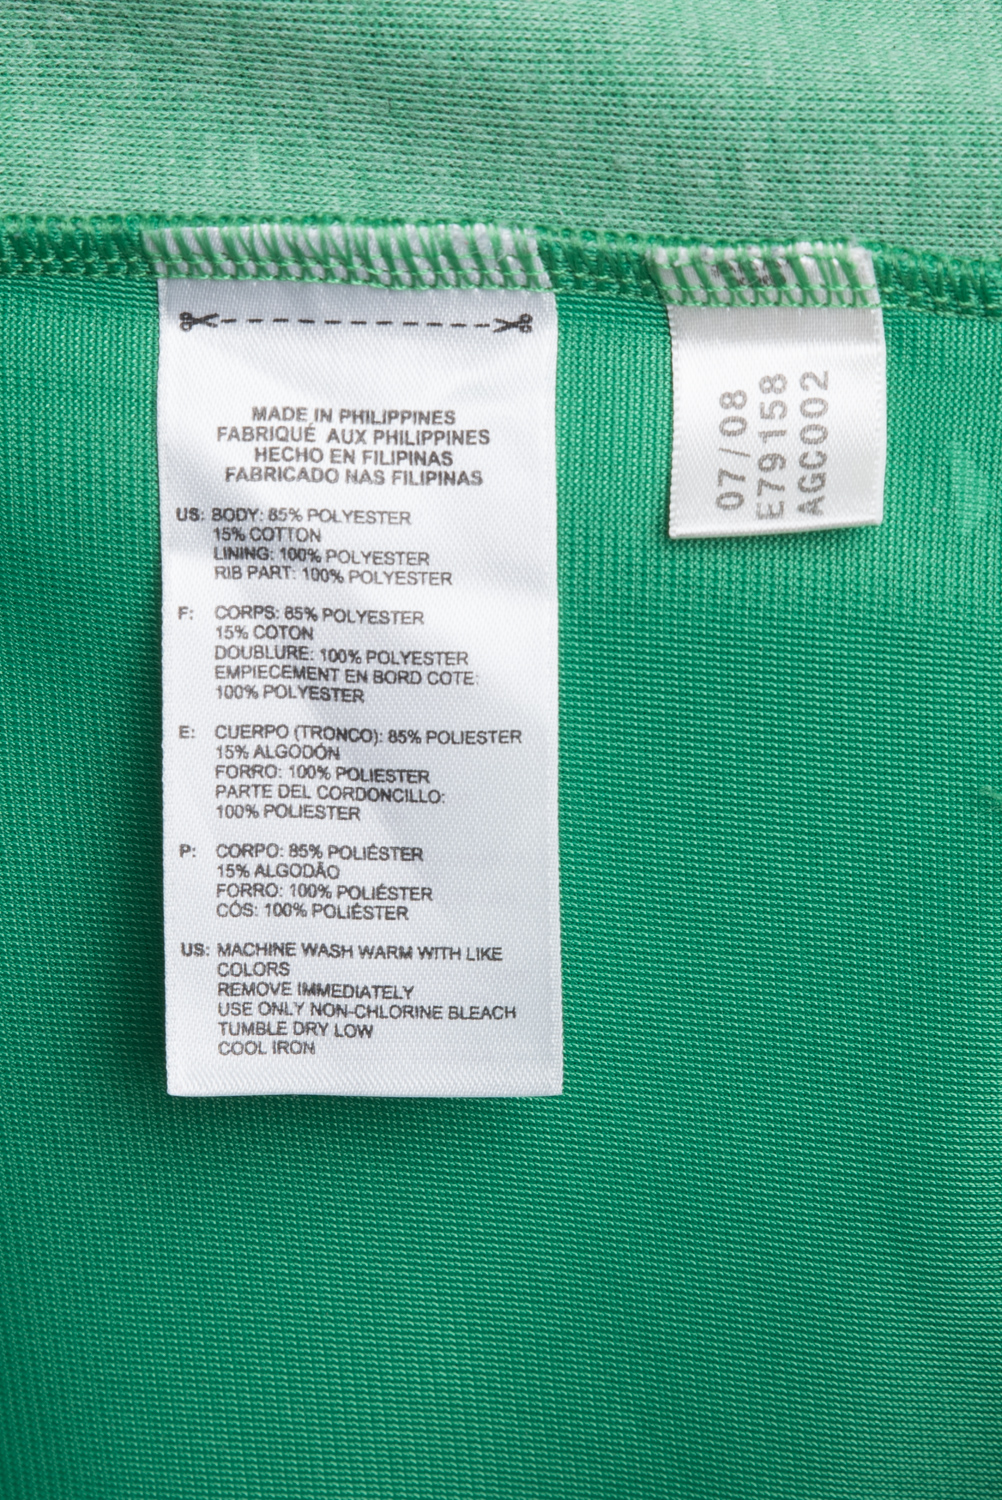 MADE IN PHILIPPINES
FABRIQUÉ AUX PHILIPPINES
HECHO EN FILIPINAS
FABRICADO NAS FILIPINAS
US: BODY: 85% POLYESTER
15% COTTON
LINING: 100% POLYESTER
RIB PART: 100% POLYESTER
F: CORPS: 85% POLYESTER
15% COTON
DOUBLURE: 100% POLYESTER
EMPIECEMENT EN BORD COTE:
100% POLYESTER
E: CUERPO (TRONCO): 85% POLIESTER
15% ALGODÓN
FORRO: 100% POLIESTER
PARTE DEL CORDONCILLO:
100% POLIESTER
P: CORPO: 85% POLIÉSTER
15% ALGODÃO
FORRO: 100% POLIÉSTER
CÓS: 100% POLIÉSTER
US: MACHINE WASH WARM WITH LIKE
COLORS
REMOVE IMMEDIATELY
USE ONLY NON-CHLORINE BLEACH
TUMBLE DRY LOW
COOL IRON
07/08
E79158
AGC002